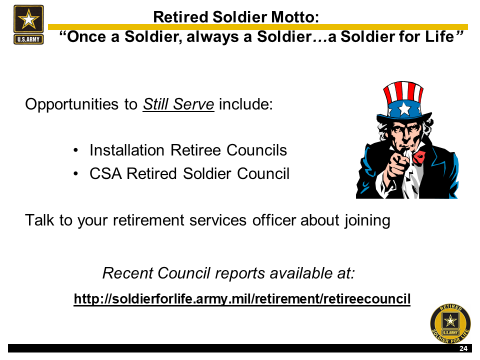 Retired Soldier Motto:
“Once a Soldier, always a Soldier…a Soldier for Life”
U.S.ARMY
Opportunities to Still Serve include:
• Installation Retiree Councils
• CSA Retired Soldier Council
Talk to your retirement services officer about joining
Recent Council reports available at:
http://soldierforlife.army.mil/retirement/retireecouncil
RETIRED
SOLDIER FOR LIFE
24